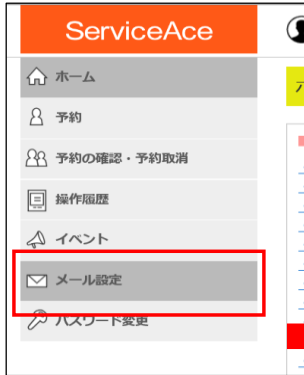 ServiceAce
ホーム
予約
予約の確認・予約取消
操作履歴
イベント
メール設定
パスワード変更